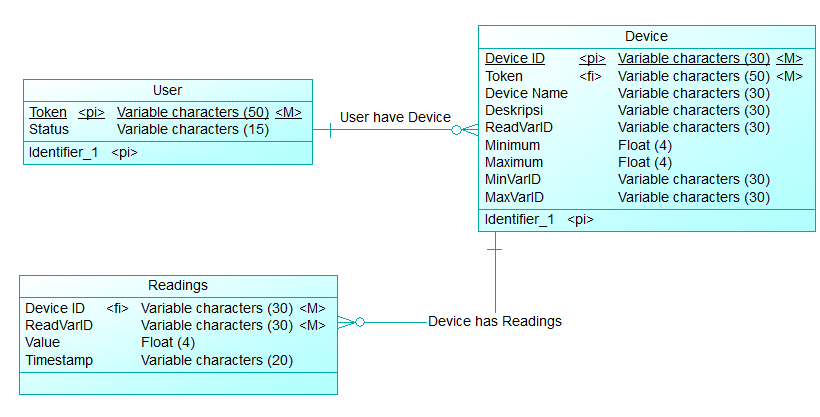 User
Token <pi> Variable characters (50) <M>
Status Variable characters (15)
Identifier_1 <pi>
User have Device
Device
Device ID <pi> Variable characters (30) <M>
Token <fi> Variable characters (50) <M>
Device Name Variable characters (30)
Deskripsi Variable characters (30)
ReadVarID Variable characters (30)
Minimum Float (4)
Maximum Float (4)
MinVarID Variable characters (30)
MaxVarID Variable characters (30)
Identifier_1 <pi>
Readings
Device ID <fi> Variable characters (30) <M>
ReadVarID Variable characters (30) <M>
Value Float (4)
Timestamp Variable characters (20)
Device has Readings